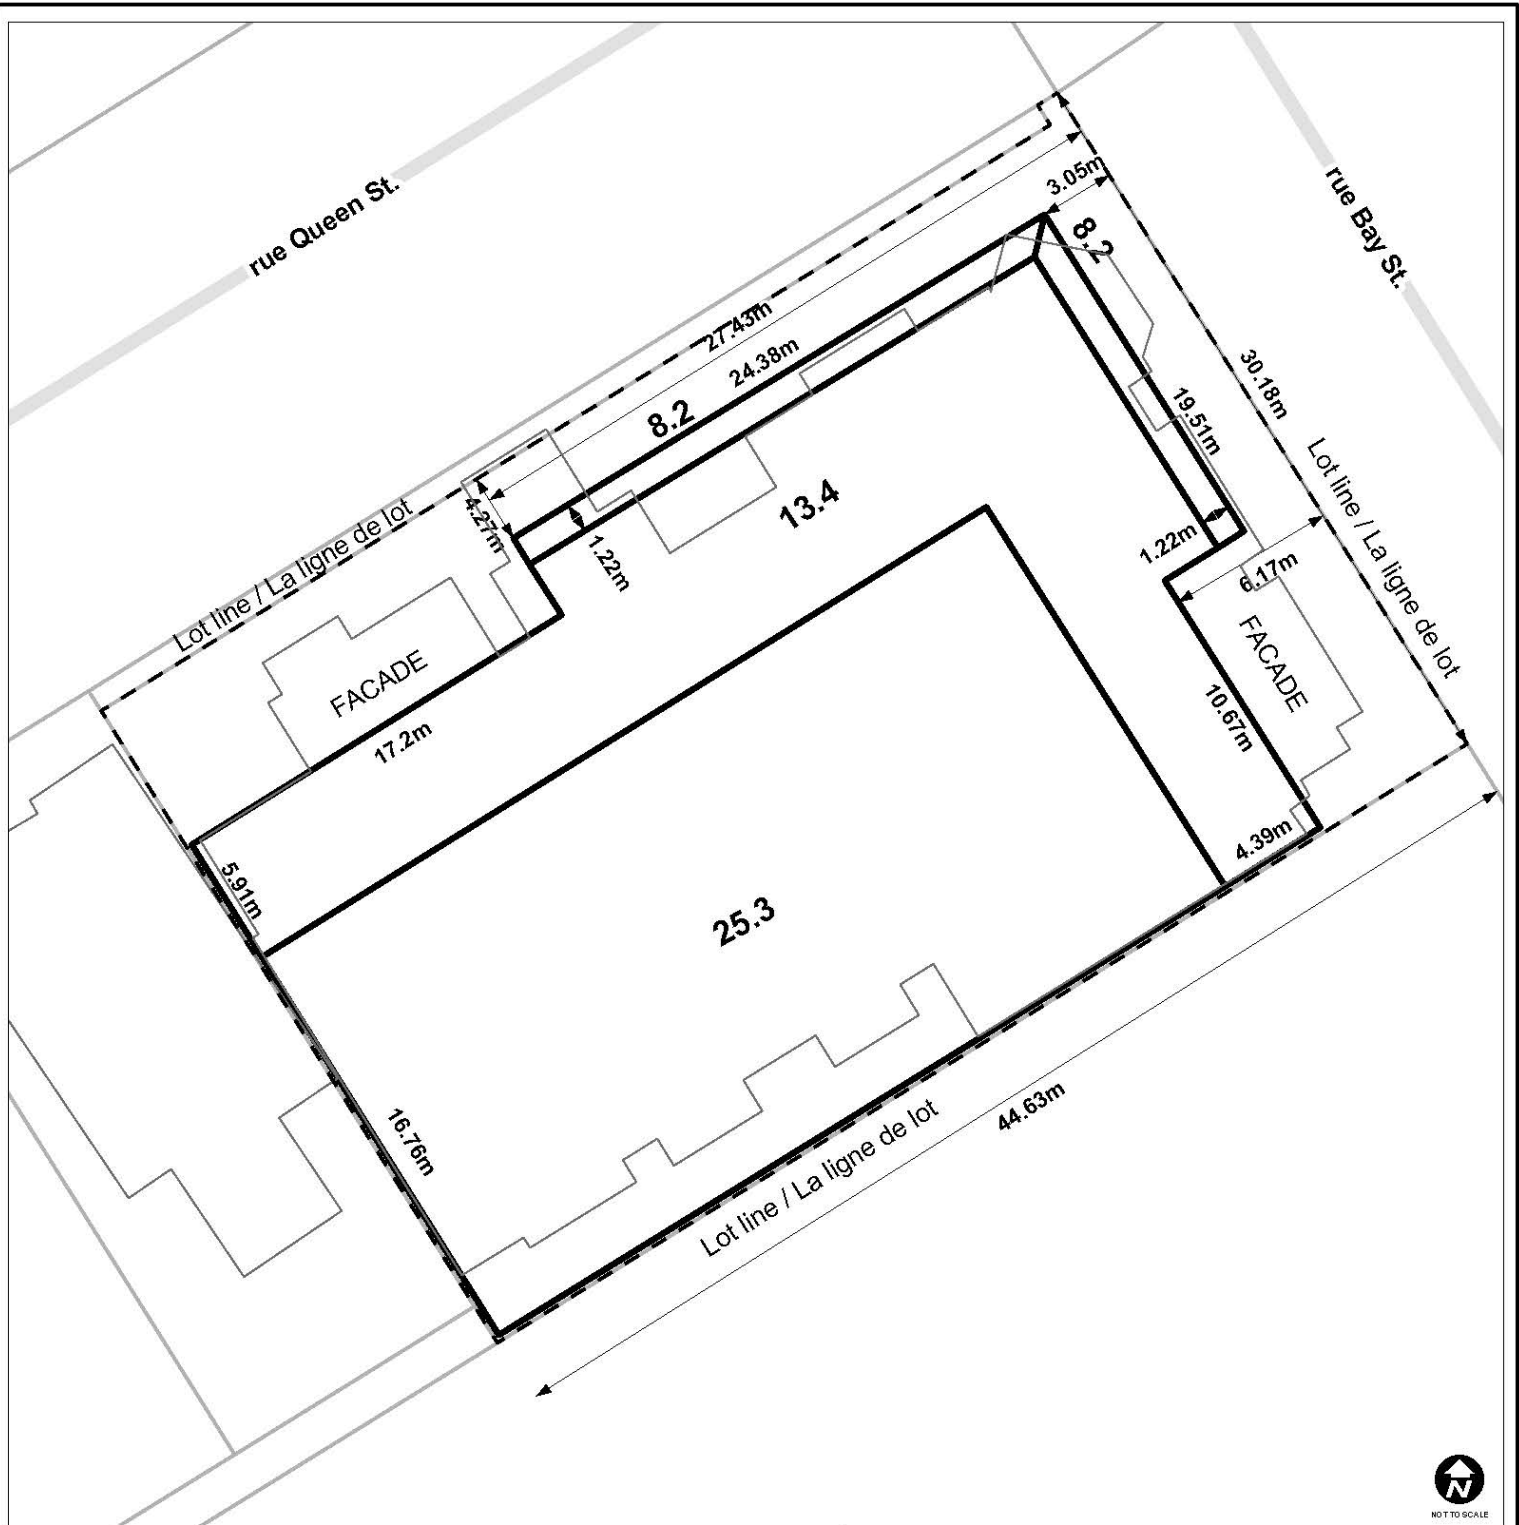 rue Queen St.
rue Bay St.
3.05m
8.2
27.43m
24.38m
8.2
30.18m
19.51m
Lot line / La ligne de lot
4.27m
1.22m
13.4
1.22m
6.17m
Lot line / La ligne de lot
FACADE
17.2m
FACADE
10.67m
5.91m
4.39m
25.3
16.76m
44.63m
Lot line / La ligne de lot
N
NOT TO SCALE